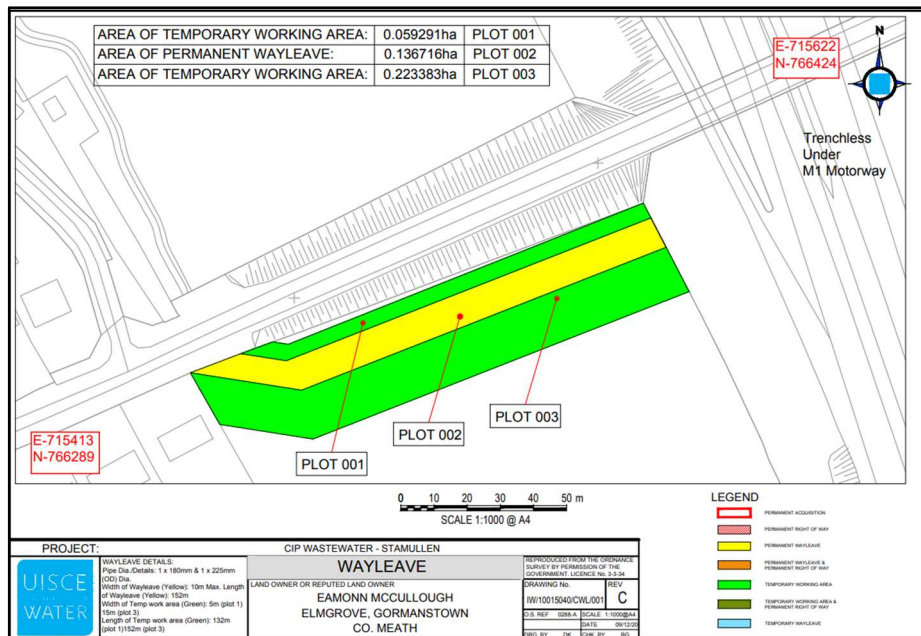 AREA OF TEMPORARY WORKING AREA: 0.059291ha PLOT 001
AREA OF PERMANENT WAYLEAVE: 0.136716ha PLOT 002
AREA OF TEMPORARY WORKING AREA: 0.223383ha PLOT 003
E-715622
N-766424
N
Trenchless
Under
M1 Motorway
PLOT 003
PLOT 002
PLOT 001
E-715413
N-766289
0 10 20 30 40 50 m
SCALE 1:1000 @ A4
LEGEND
PERMANENT ACQUISITION
PERMANENT RIGHT OF WAY
PERMANENT WAYLEAVE
PERMANENT WAYLEAVE &
PERMANENT RIGHT OF WAY
TEMPORARY WORKING AREA
TEMPORARY WORKING AREA &
PERMANENT RIGHT OF WAY
TEMPORARY WAYLEAVE
PROJECT: CIP WASTEWATER - STAMULLEN
UISCE
WATER
WAYLEAVE DETAILS:
Pipe Dia./Details: 1 x 180mm & 1 x 225mm
(OD) Dia.
Width of Wayleave (Yellow): 10m Max. Length
of Wayleave (Yellow): 152m
Width of Temp work area (Green): 5m (plot 1)
15m (plot 3)
Length of Temp work area (Green): 132m
(plot 1)152m (plot 3)
WAYLEAVE
LAND OWNER OR REPUTED LAND OWNER
EAMONN MCCULLOUGH
ELMGROVE, GORMANSTOWN
CO. MEATH
REPRODUCED FROM THE ORDNANCE
SURVEY BY PERMISSION OF THE
GOVERNMENT. LICENCE No. 3-3-34
DRAWING No. REV
IW/10015040/CWL/001 C
O.S. REF 0288-A SCALE 1:1000@A4
DATE 09/12/20
DRG. BY DK CHK. BY BG